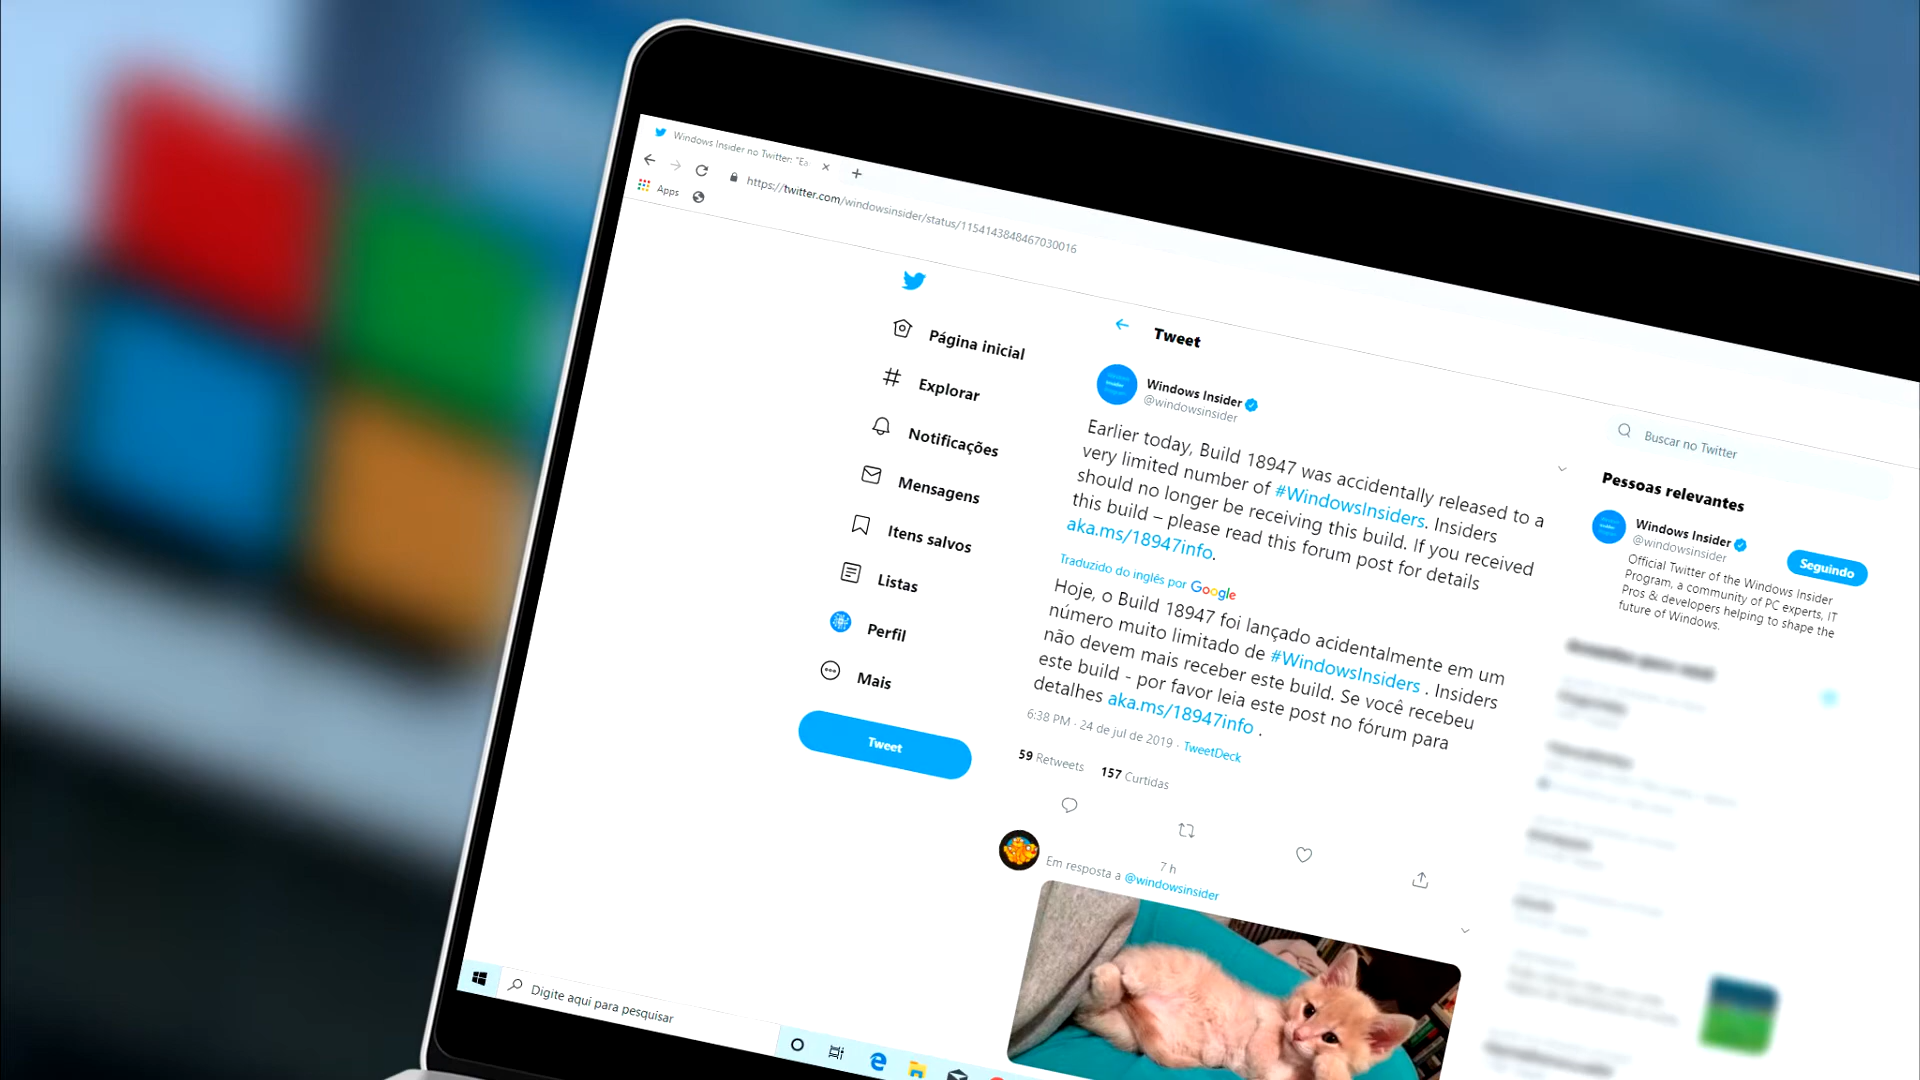 Windows Insider no Twitter: "Ea
https://twitter.com/windowsinsider/status/1154143848467030016
Apps
Página inicial
Explorar
Notificações
Mensagens
Itens salvos
Listas
Perfil
Mais
Tweet
Tweet
Windows Insider
@windowsinsider
Earlier today, Build 18947 was accidentally released to a
very limited number of #WindowsInsiders. Insiders
should no longer be receiving this build. If you received
this build – please read this forum post for details
aka.ms/18947info.
Traduzido do inglês por Google
Hoje, o Build 18947 foi lançado acidentalmente em um
número muito limitado de #WindowsInsiders . Insiders
não devem mais receber este build. Se você recebeu
este build - por favor leia este post no fórum para
detalhes aka.ms/18947info .
6:38 PM · 24 de jul de 2019 · TweetDeck
59 Retweets 157 Curtidas
7 h
Em resposta a @windowsinsider
Buscar no Twitter
Pessoas relevantes
Windows Insider
@windowsinsider
Seguindo
Official Twitter of the Windows Insider
Program, a community of PC experts, IT
Pros & developers helping to shape the
future of Windows.
Digite aqui para pesquisar